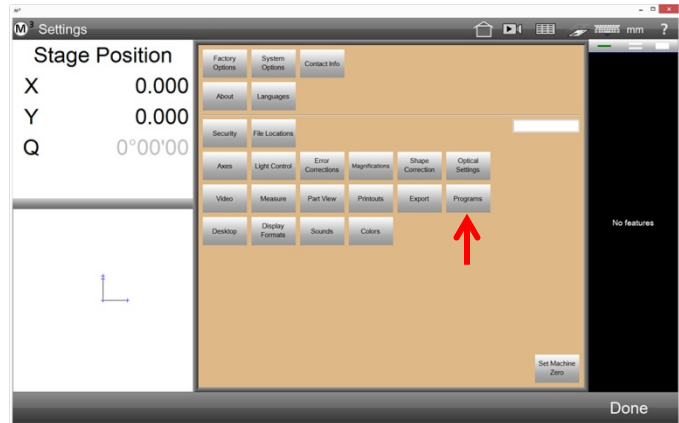 M³
M³ Settings
mm ?
Stage Position
X 0.000
Y 0.000
Q 0°00'00
Factory
Options
System
Options
Contact Info
About
Languages
Security
File Locations
Axes
Light Control
Error
Corrections
Magnifications
Shape
Correction
Optical
Settings
Video
Measure
Part View
Printouts
Export
Programs
Desktop
Display
Formats
Sounds
Colors
Set Machine
Zero
No features
Done